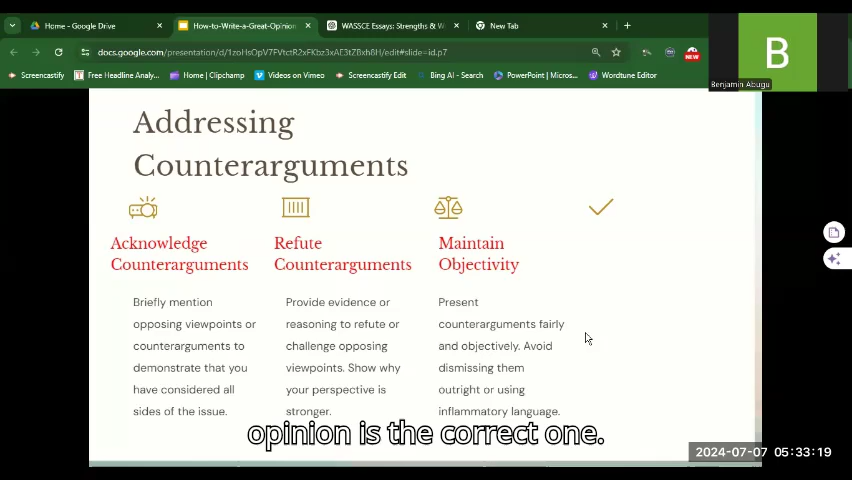 Home - Google Drive
How-to-Write-a-Great-Opinion
WASSCE Essays: Strengths & W
New Tab
docs.google.com/presentation/d/1zoHsOpV7FVtctR2xFKbz3xAE3tZBxh8H/edit#slide=id.p7
NEW
Screencastify
Free Headline Analy...
Home | Clipchamp
Videos on Vimeo
Screencastify Edit
Bing AI - Search
PowerPoint | Micros...
Wordtune Editor
B
Benjamin Abugu
Addressing
Counterarguments
Acknowledge
Counterarguments
Briefly mention
opposing viewpoints or
counterarguments to
demonstrate that you
have considered all
sides of the issue.
Refute
Counterarguments
Provide evidence or
reasoning to refute or
challenge opposing
viewpoints. Show why
your perspective is
stronger.
Maintain
Objectivity
Present
counterarguments fairly
and objectively. Avoid
dismissing them
outright or using
inflammatory language.
opinion is the correct one.
2024-07-07 05:33:19